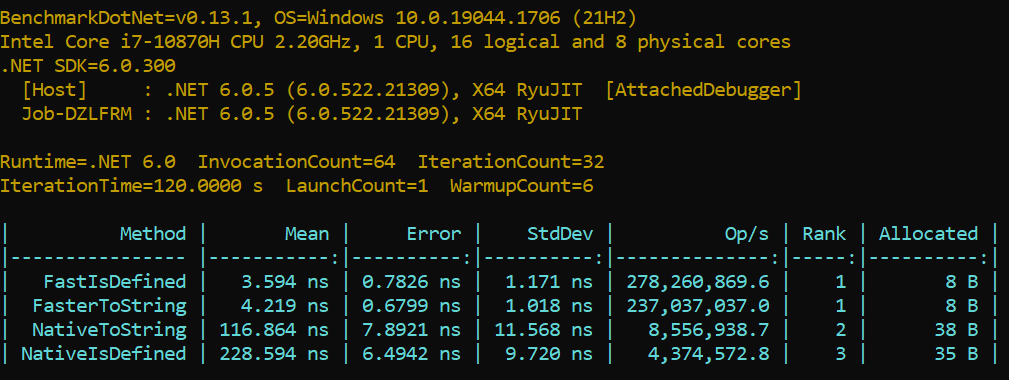 BenchmarkDotNet=v0.13.1, OS=Windows 10.0.19044.1706 (21H2)
Intel Core i7-10870H CPU 2.20GHz, 1 CPU, 16 logical and 8 physical cores
.NET SDK=6.0.300
  [Host]     : .NET 6.0.5 (6.0.522.21309), X64 RyuJIT  [AttachedDebugger]
  Job-DZLFRM : .NET 6.0.5 (6.0.522.21309), X64 RyuJIT

Runtime=.NET 6.0  InvocationCount=64  IterationCount=32
IterationTime=120.0000 s  LaunchCount=1  WarmupCount=6

|          Method |       Mean |     Error |    StdDev |          Op/s | Rank | Allocated |
|---------------- |-----------:|----------:|----------:|--------------:|-----:|----------:|
|   FastIsDefined |   3.594 ns | 0.7826 ns |  1.171 ns | 278,260,869.6 |    1 |       8 B |
|  FasterToString |   4.219 ns | 0.6799 ns |  1.018 ns | 237,037,037.0 |    1 |       8 B |
|  NativeToString | 116.864 ns | 7.8921 ns | 11.568 ns |   8,556,938.7 |    2 |      38 B |
| NativeIsDefined | 228.594 ns | 6.4942 ns |  9.720 ns |   4,374,572.8 |    3 |      35 B |